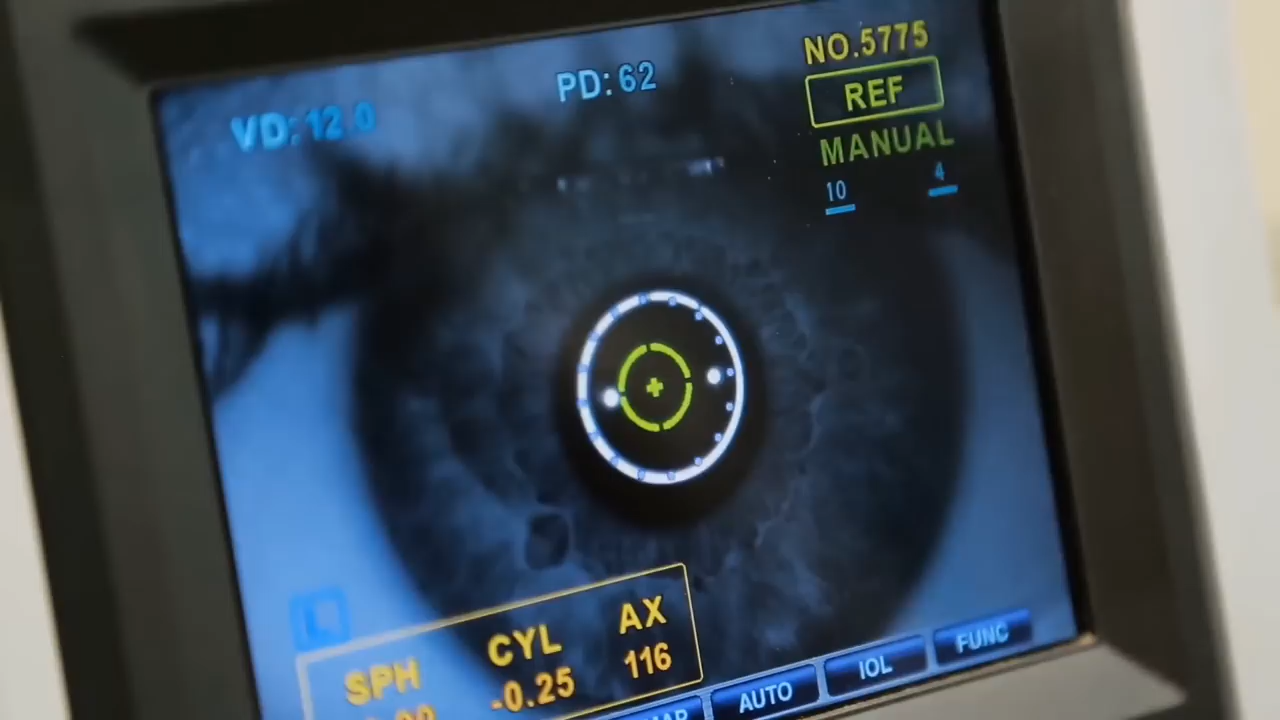 NO.5775
PD: 62
REF
VD: 12.0
MANUAL
10 4
L
SPH CYL AX
-0.25 116
AUTO IOL FUNC